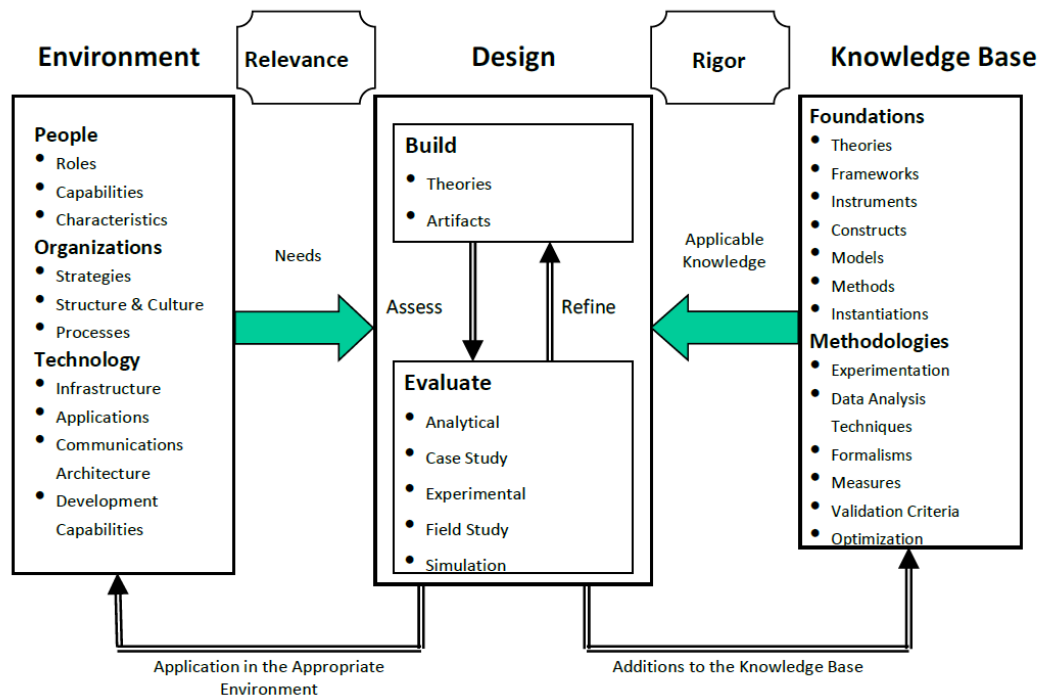 Environment
Relevance
Design
Rigor
Knowledge Base
People
• Roles
• Capabilities
• Characteristics
Organizations
• Strategies
• Structure & Culture
• Processes
Technology
• Infrastructure
• Applications
• Communications
Architecture
• Development
Capabilities
Needs
Build
• Theories
• Artifacts
Assess
Refine
Evaluate
• Analytical
• Case Study
• Experimental
• Field Study
• Simulation
Applicable
Knowledge
Foundations
• Theories
• Frameworks
• Instruments
• Constructs
• Models
• Methods
• Instantiations
Methodologies
• Experimentation
• Data Analysis
Techniques
• Formalisms
• Measures
• Validation Criteria
• Optimization
Application in the Appropriate
Environment
Additions to the Knowledge Base